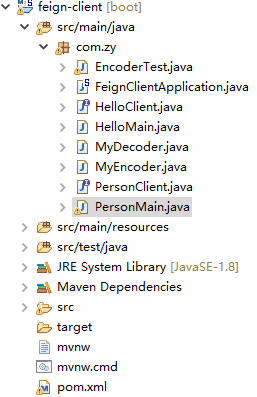 feign-client [boot]
src/main/java
com.zy
EncoderTest.java
FeignClientApplication.java
HelloClient.java
HelloMain.java
MyDecoder.java
MyEncoder.java
PersonClient.java
PersonMain.java
src/main/resources
src/test/java
JRE System Library [JavaSE-1.8]
Maven Dependencies
src
target
mvnw
mvnw.cmd
pom.xml